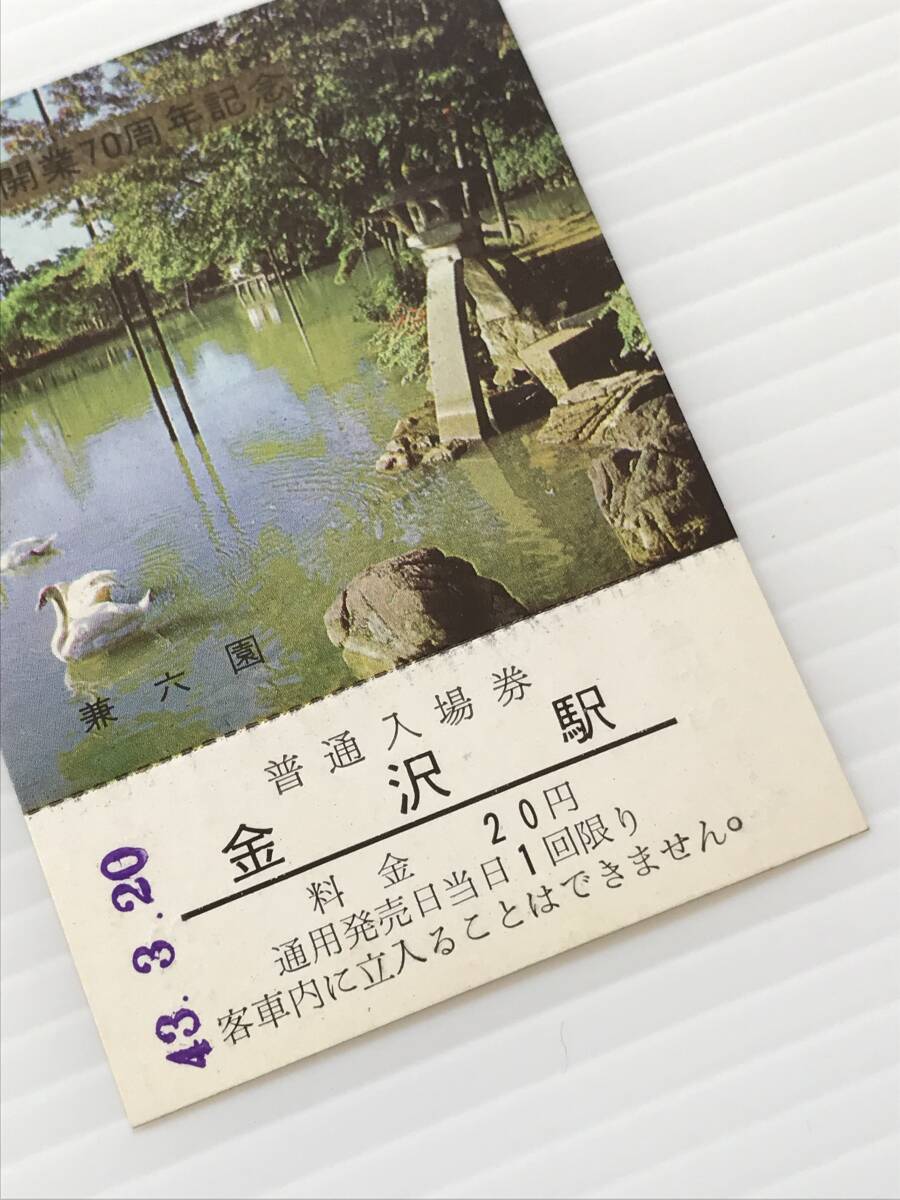 開業70周年記念
兼六園
普通入場券
金沢駅
料金 20円
通用発売日当日1回限り
客車内に立入ることはできません。
43. 3. 20